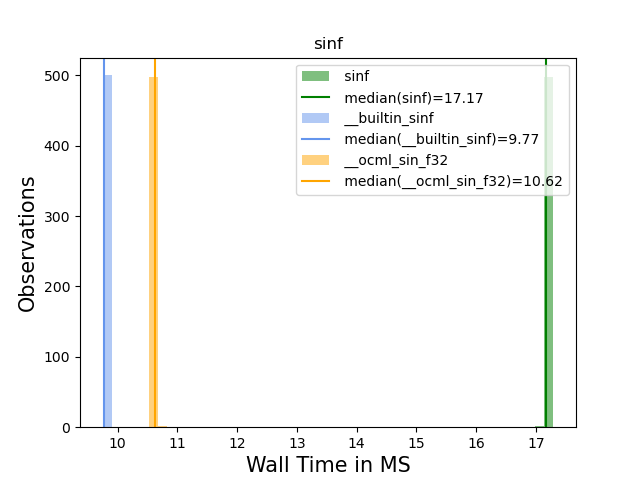 sinf
500
400
300
200
100
0
Observations
sinf
median(sinf)=17.17
__builtin_sinf
median(__builtin_sinf)=9.77
__ocml_sin_f32
median(__ocml_sin_f32)=10.62
10 11 12 13 14 15 16 17
Wall Time in MS